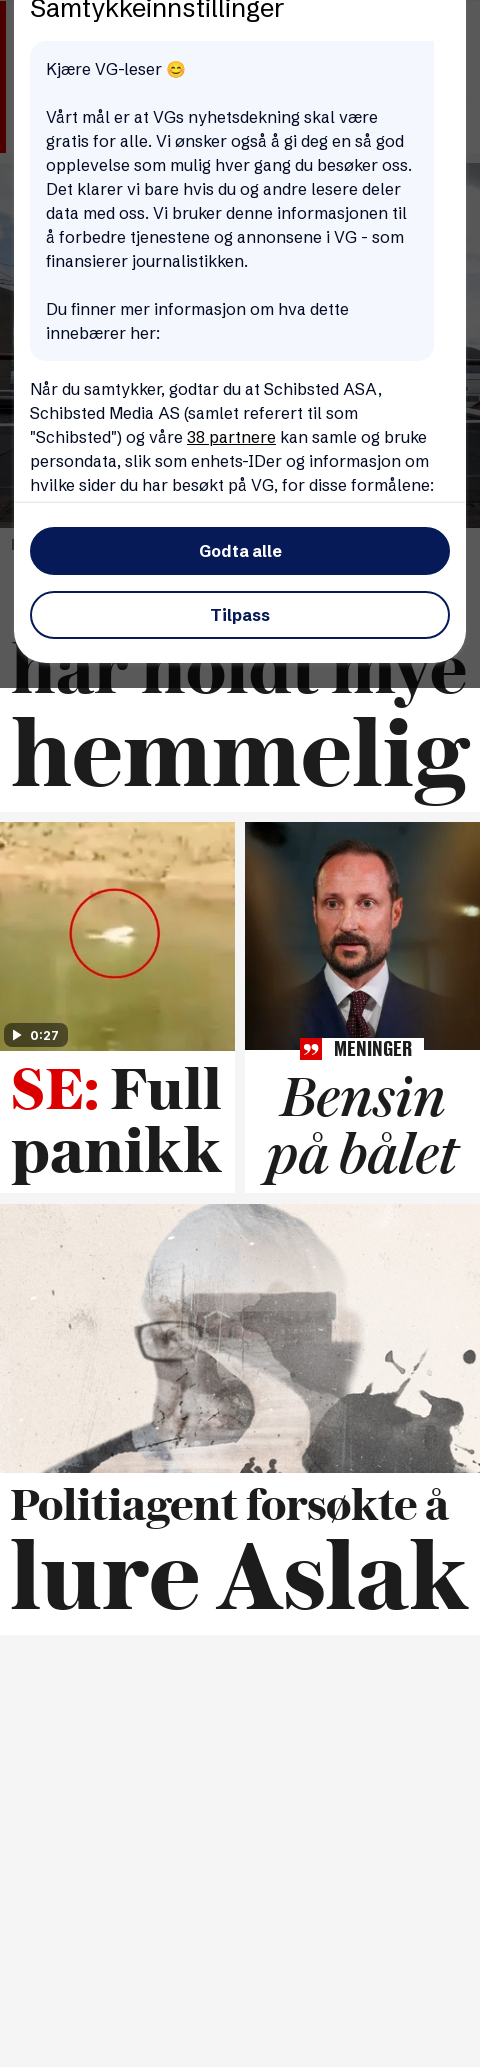 Samtykkeinnstillinger
Kjære VG-leser 😊
Vårt mål er at VGs nyhetsdekning skal være
gratis for alle. Vi ønsker også å gi deg en så god
opplevelse som mulig hver gang du besøker oss.
Det klarer vi bare hvis du og andre lesere deler
data med oss. Vi bruker denne informasjonen til
å forbedre tjenestene og annonsene i VG - som
finansierer journalistikken.
Du finner mer informasjon om hva dette
innebærer her:
Når du samtykker, godtar du at Schibsted ASA,
Schibsted Media AS (samlet referert til som
"Schibsted") og våre 38 partnere kan samle og bruke
persondata, slik som enhets-IDer og informasjon om
hvilke sider du har besøkt på VG, for disse formålene:
Godta alle
Tilpass
har holdt mye
hemmelig
0:27
SE: Full
panikk
MENINGER
Bensin
på bålet
Politiagent forsøkte å
lure Aslak